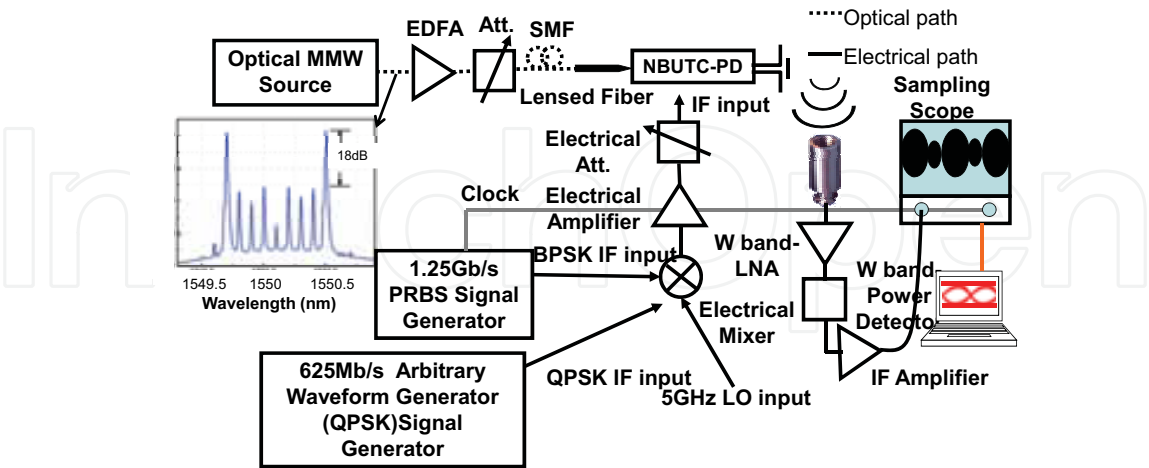 Optical path
Electrical path
EDFA
Att.
SMF
Optical MMW
Source
NBUTC-PD
Lensed Fiber
IF input
Sampling
Scope
18dB
Electrical
Att.
Clock
Electrical
Amplifier
W band-
LNA
BPSK IF input
1.25Gb/s
PRBS Signal
Generator
1549.5 1550 1550.5
Wavelength (nm)
W band
Power
Detecto
Electrical
Mixer
IF Amplifier
625Mb/s Arbitrary
Waveform Generator
(QPSK)Signal
Generator
QPSK IF input
5GHz LO input
IntechOpen